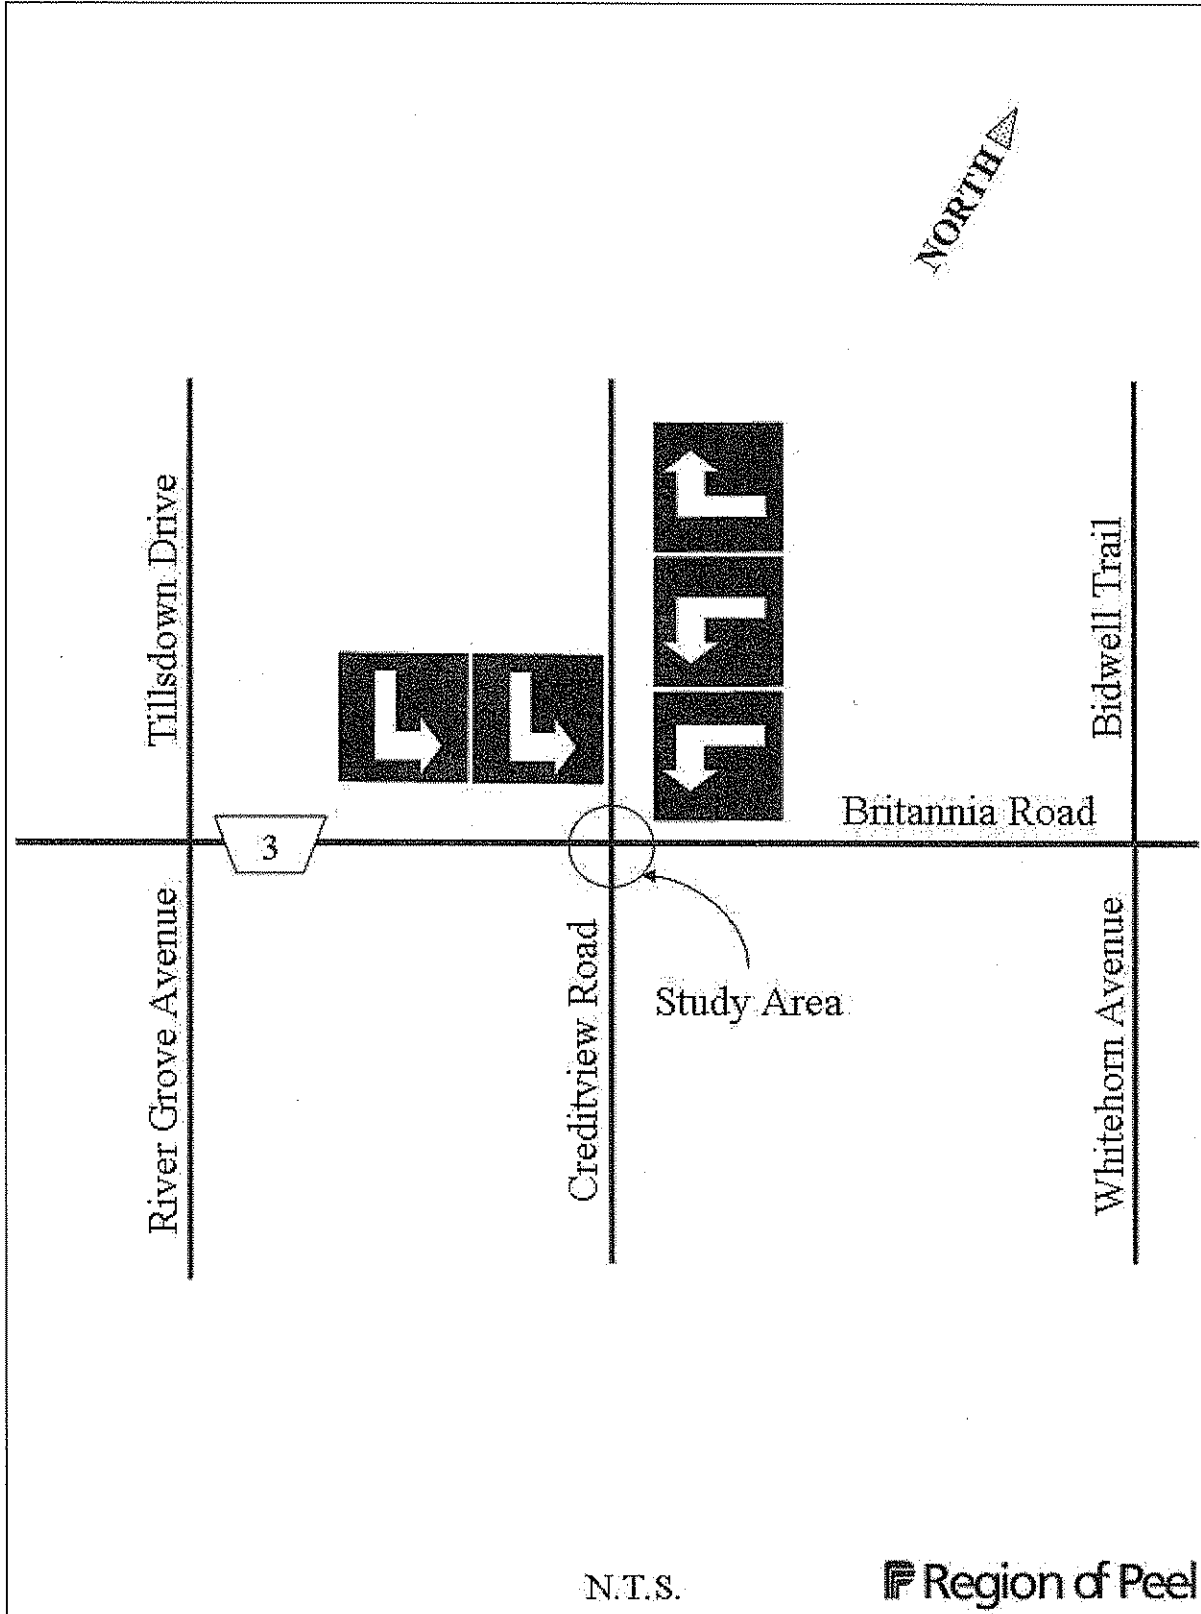 NORTH
Tillsdown Drive
Bidwell Trail
Britannia Road
3
River Grove Avenue
Creditview Road
Study Area
Whitehorn Avenue
N.T.S.
Region of Peel